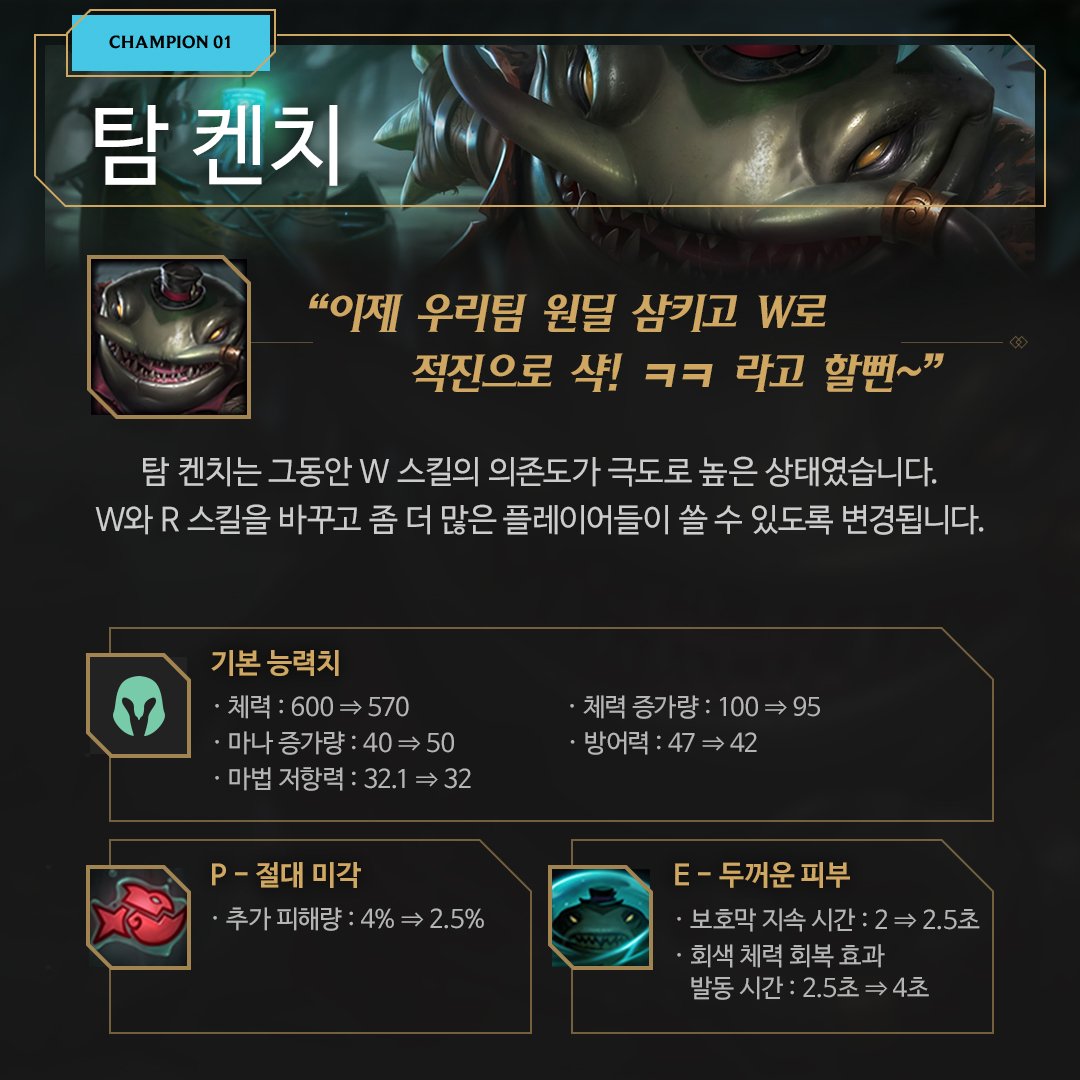 CHAMPION 01
탐 켄치
“이제 우리팀 원딜 삼키고 W로
적진으로 샥! ㅋㅋ 라고 할뻔~”
탐 켄치는 그동안 W 스킬의 의존도가 극도로 높은 상태였습니다.
W와 R 스킬을 바꾸고 좀 더 많은 플레이어들이 쓸 수 있도록 변경됩니다.
기본 능력치
· 체력 : 600 ⇒ 570
· 마나 증가량 : 40 ⇒ 50
· 마법 저항력 : 32.1 ⇒ 32
· 체력 증가량 : 100 ⇒ 95
· 방어력 : 47 ⇒ 42
P - 절대 미각
· 추가 피해량 : 4% ⇒ 2.5%
E - 두꺼운 피부
· 보호막 지속 시간 : 2 ⇒ 2.5초
· 회색 체력 회복 효과
발동 시간 : 2.5초 ⇒ 4초